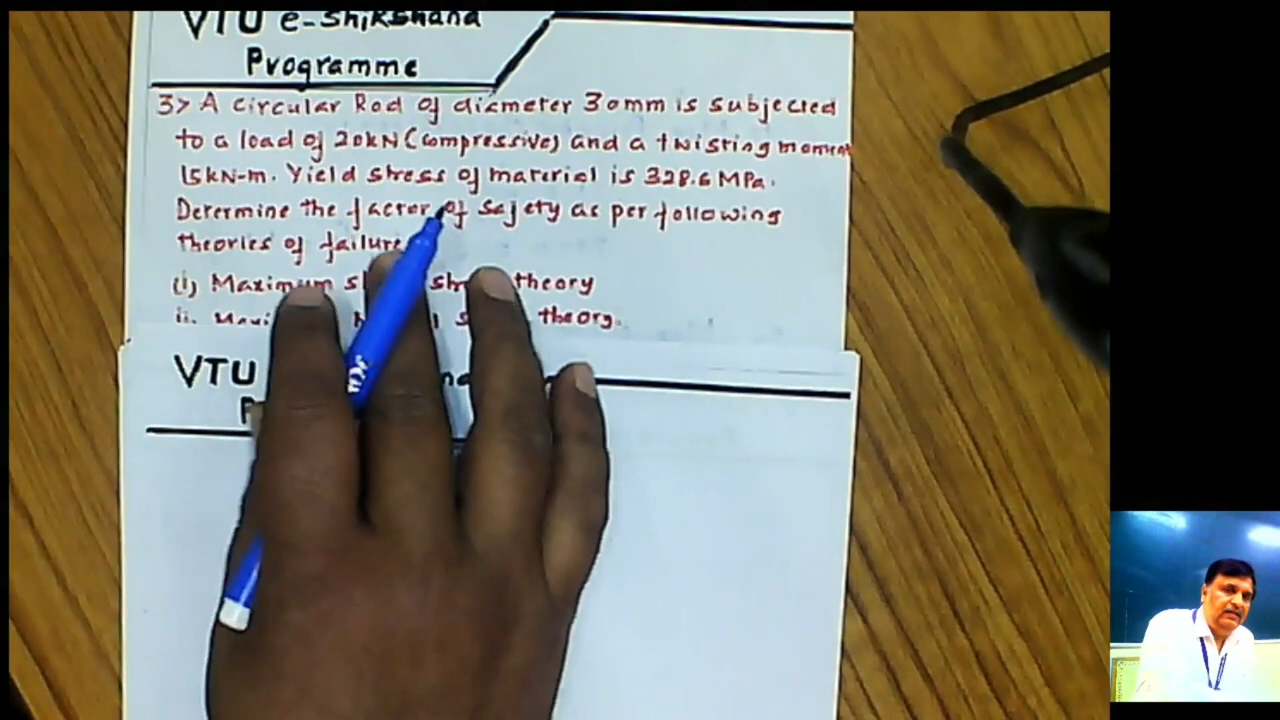 VTU e-Shikshana
Programme
3> A Circular Rod of diameter 30mm is subjected
to a load of 20kN (compressive) and a twisting moment
15kN-m. Yield stress of material is 328.6 MPa.
Determine the factor of safety as per following
theories of failure
(i) Maximum theory
ii. theory.
VTU